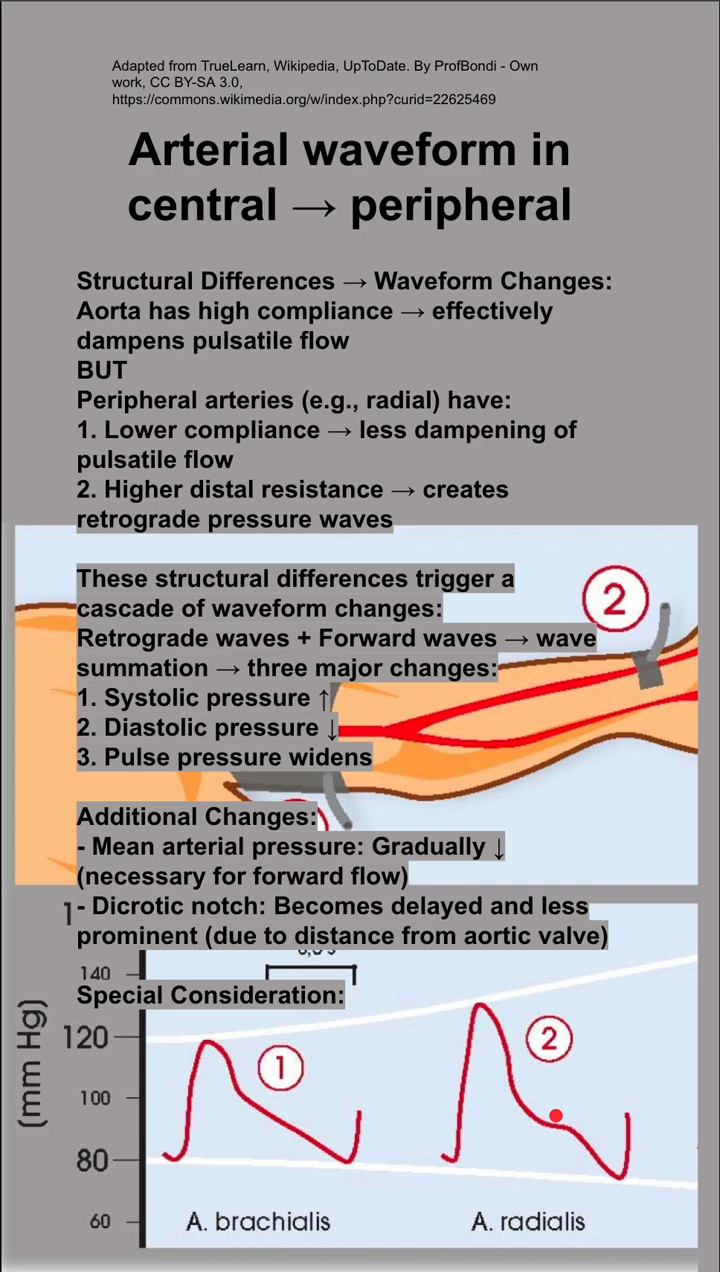 Adapted from TrueLearn, Wikipedia, UpToDate. By ProfBondi - Own
work, CC BY-SA 3.0,
https://commons.wikimedia.org/w/index.php?curid=22625469
Arterial waveform in
central → peripheral
Structural Differences → Waveform Changes:
Aorta has high compliance → effectively
dampens pulsatile flow
BUT
Peripheral arteries (e.g., radial) have:
1. Lower compliance → less dampening of
pulsatile flow
2. Higher distal resistance → creates
retrograde pressure waves
These structural differences trigger a
cascade of waveform changes:
Retrograde waves + Forward waves → wave
summation → three major changes:
1. Systolic pressure ↑
2. Diastolic pressure ↓
3. Pulse pressure widens
2
Additional Changes:
- Mean arterial pressure: Gradually ↓
(necessary for forward flow)
- Dicrotic notch: Becomes delayed and less
prominent (due to distance from aortic valve)
Special Consideration:
(mm Hg)
140
120
100
80
60
1
2
A. brachialis
A. radialis